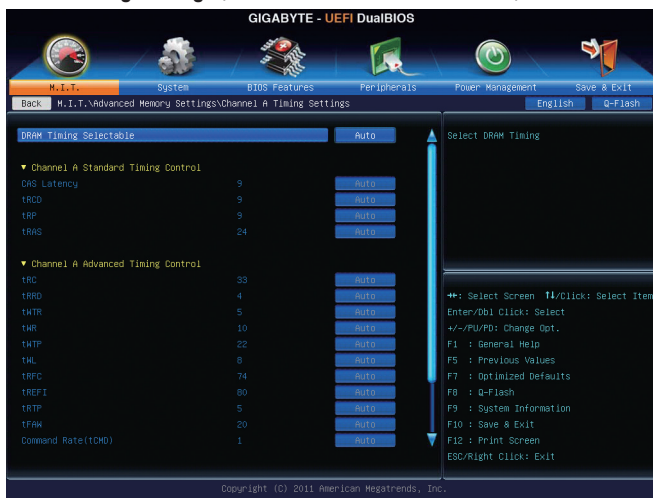 GIGABYTE - UEFI DualBIOS
M.I.T. System BIOS Features Peripherals Power Management Save & Exit
Back M.I.T.\Advanced Memory Settings\Channel A Timing Settings English Q-Flash
DRAM Timing Selectable Auto
▼ Channel A Standard Timing Control
CAS Latency 9 Auto
tRCD 9 Auto
tRP 9 Auto
tRAS 24 Auto
▼ Channel A Advanced Timing Control
tRC 33 Auto
tRRD 4 Auto
tWTR 5 Auto
tWR 10 Auto
tWTP 22 Auto
tWL 8 Auto
tRFC 74 Auto
tREFI 80 Auto
tRTP 5 Auto
tFAW 20 Auto
Command Rate(tCMD) 1 Auto
Select DRAM Timing
→←: Select Screen ↑↓/Click: Select Item
Enter/Dbl Click: Select
+/-/PU/PD: Change Opt.
F1 : General Help
F5 : Previous Values
F7 : Optimized Defaults
F8 : Q-Flash
F9 : System Information
F10 : Save & Exit
F12 : Print Screen
ESC/Right Click: Exit
Copyright (C) 2011 American Megatrends, Inc.